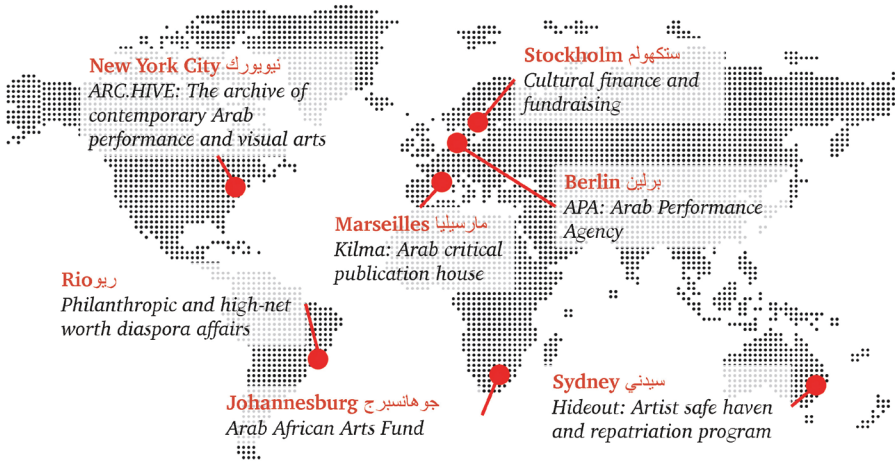 New York City نيويورك
ARC.HIVE: The archive of
contemporary Arab
performance and visual arts
Stockholm ستكهولم
Cultural finance and
fundraising
Berlin برلين
APA: Arab Performance
Agency
Marseilles مارسيليا
Kilma: Arab critical
publication house
Rio ريو
Philanthropic and high-net
worth diaspora affairs
Johannesburg جوهانسبرج
Arab African Arts Fund
Sydney سيدني
Hideout: Artist safe haven
and repatriation program